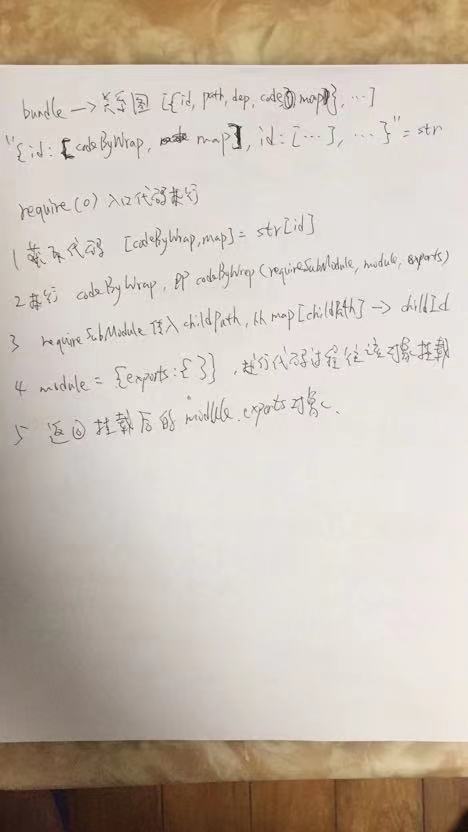 bundle → 关系图 [{id, path, dep, code, map}, …]
"{id: [codeByWrap, map], id: […], …}" = str
require(0) 入口代码执行
1 获取代码 [codeByWrap, map] = str[id]
2 执行 codeByWrap, 即 codeByWrap(requireSubModule, module, exports)
3 requireSubModule 传入 childPath, 从 map[childPath] → childId
4 module = {exports: {}}, 执行代码过程往该对象挂载
5 返回挂载后的 module.exports 对象.